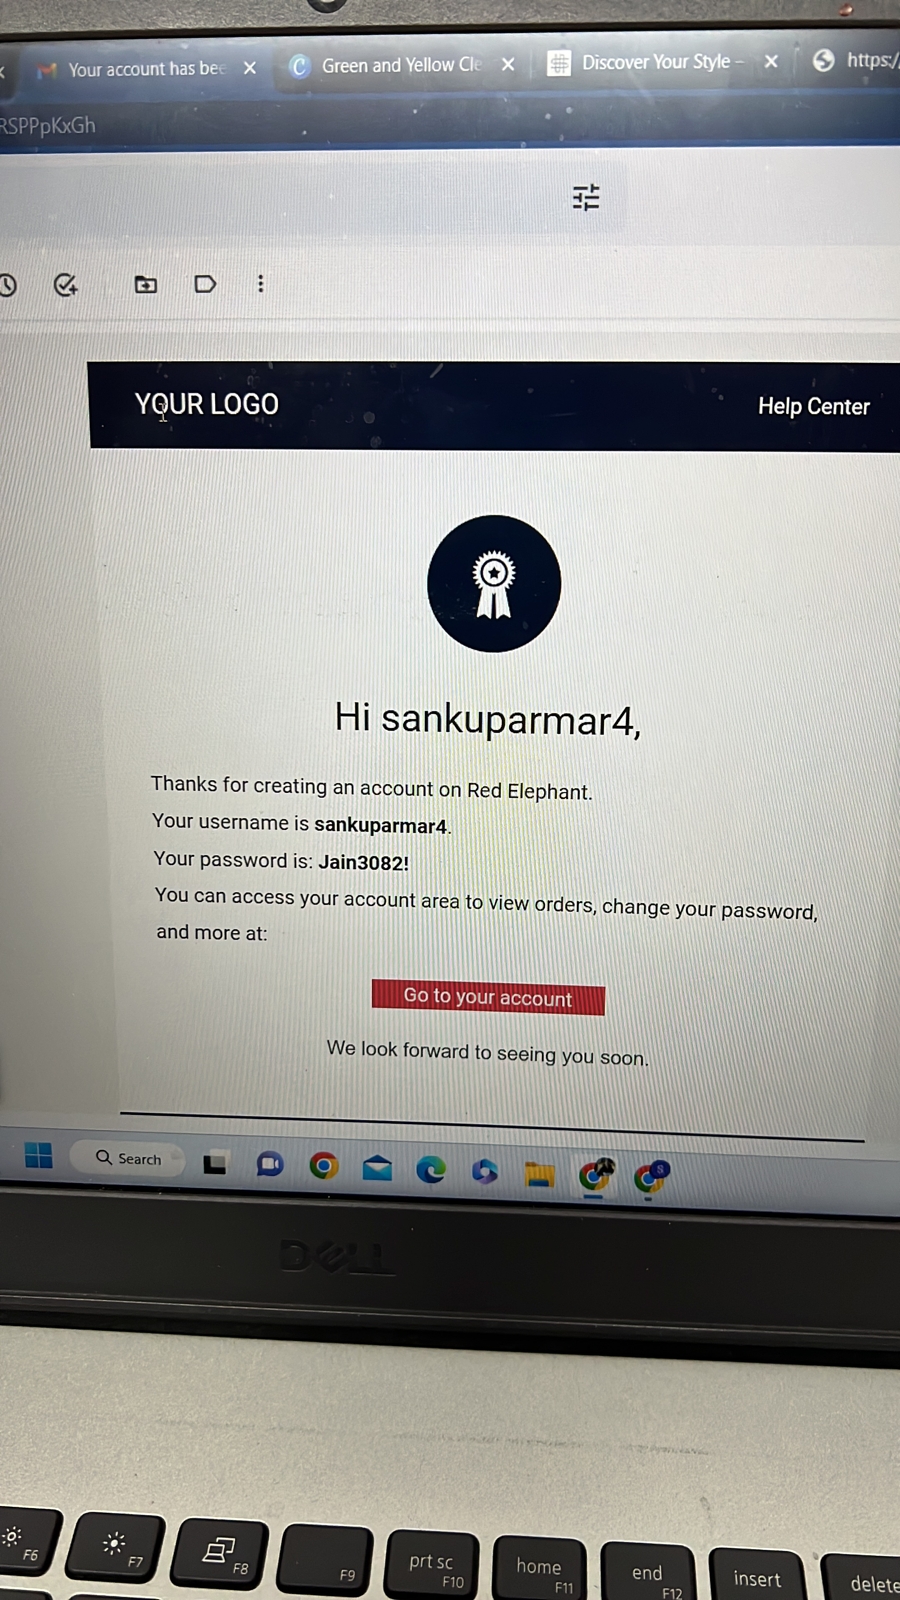 Your account has bee
Green and Yellow Cle
Discover Your Style –
https:/
RSPPpKxGh
YOUR LOGO
Help Center
Hi sankuparmar4,
Thanks for creating an account on Red Elephant.
Your username is sankuparmar4.
Your password is: Jain3082!
You can access your account area to view orders, change your password,
and more at:
Go to your account
We look forward to seeing you soon.
Search
S
DELL
F6
F7
F8
F9
prt sc
F10
home
F11
end
F12
insert
delete